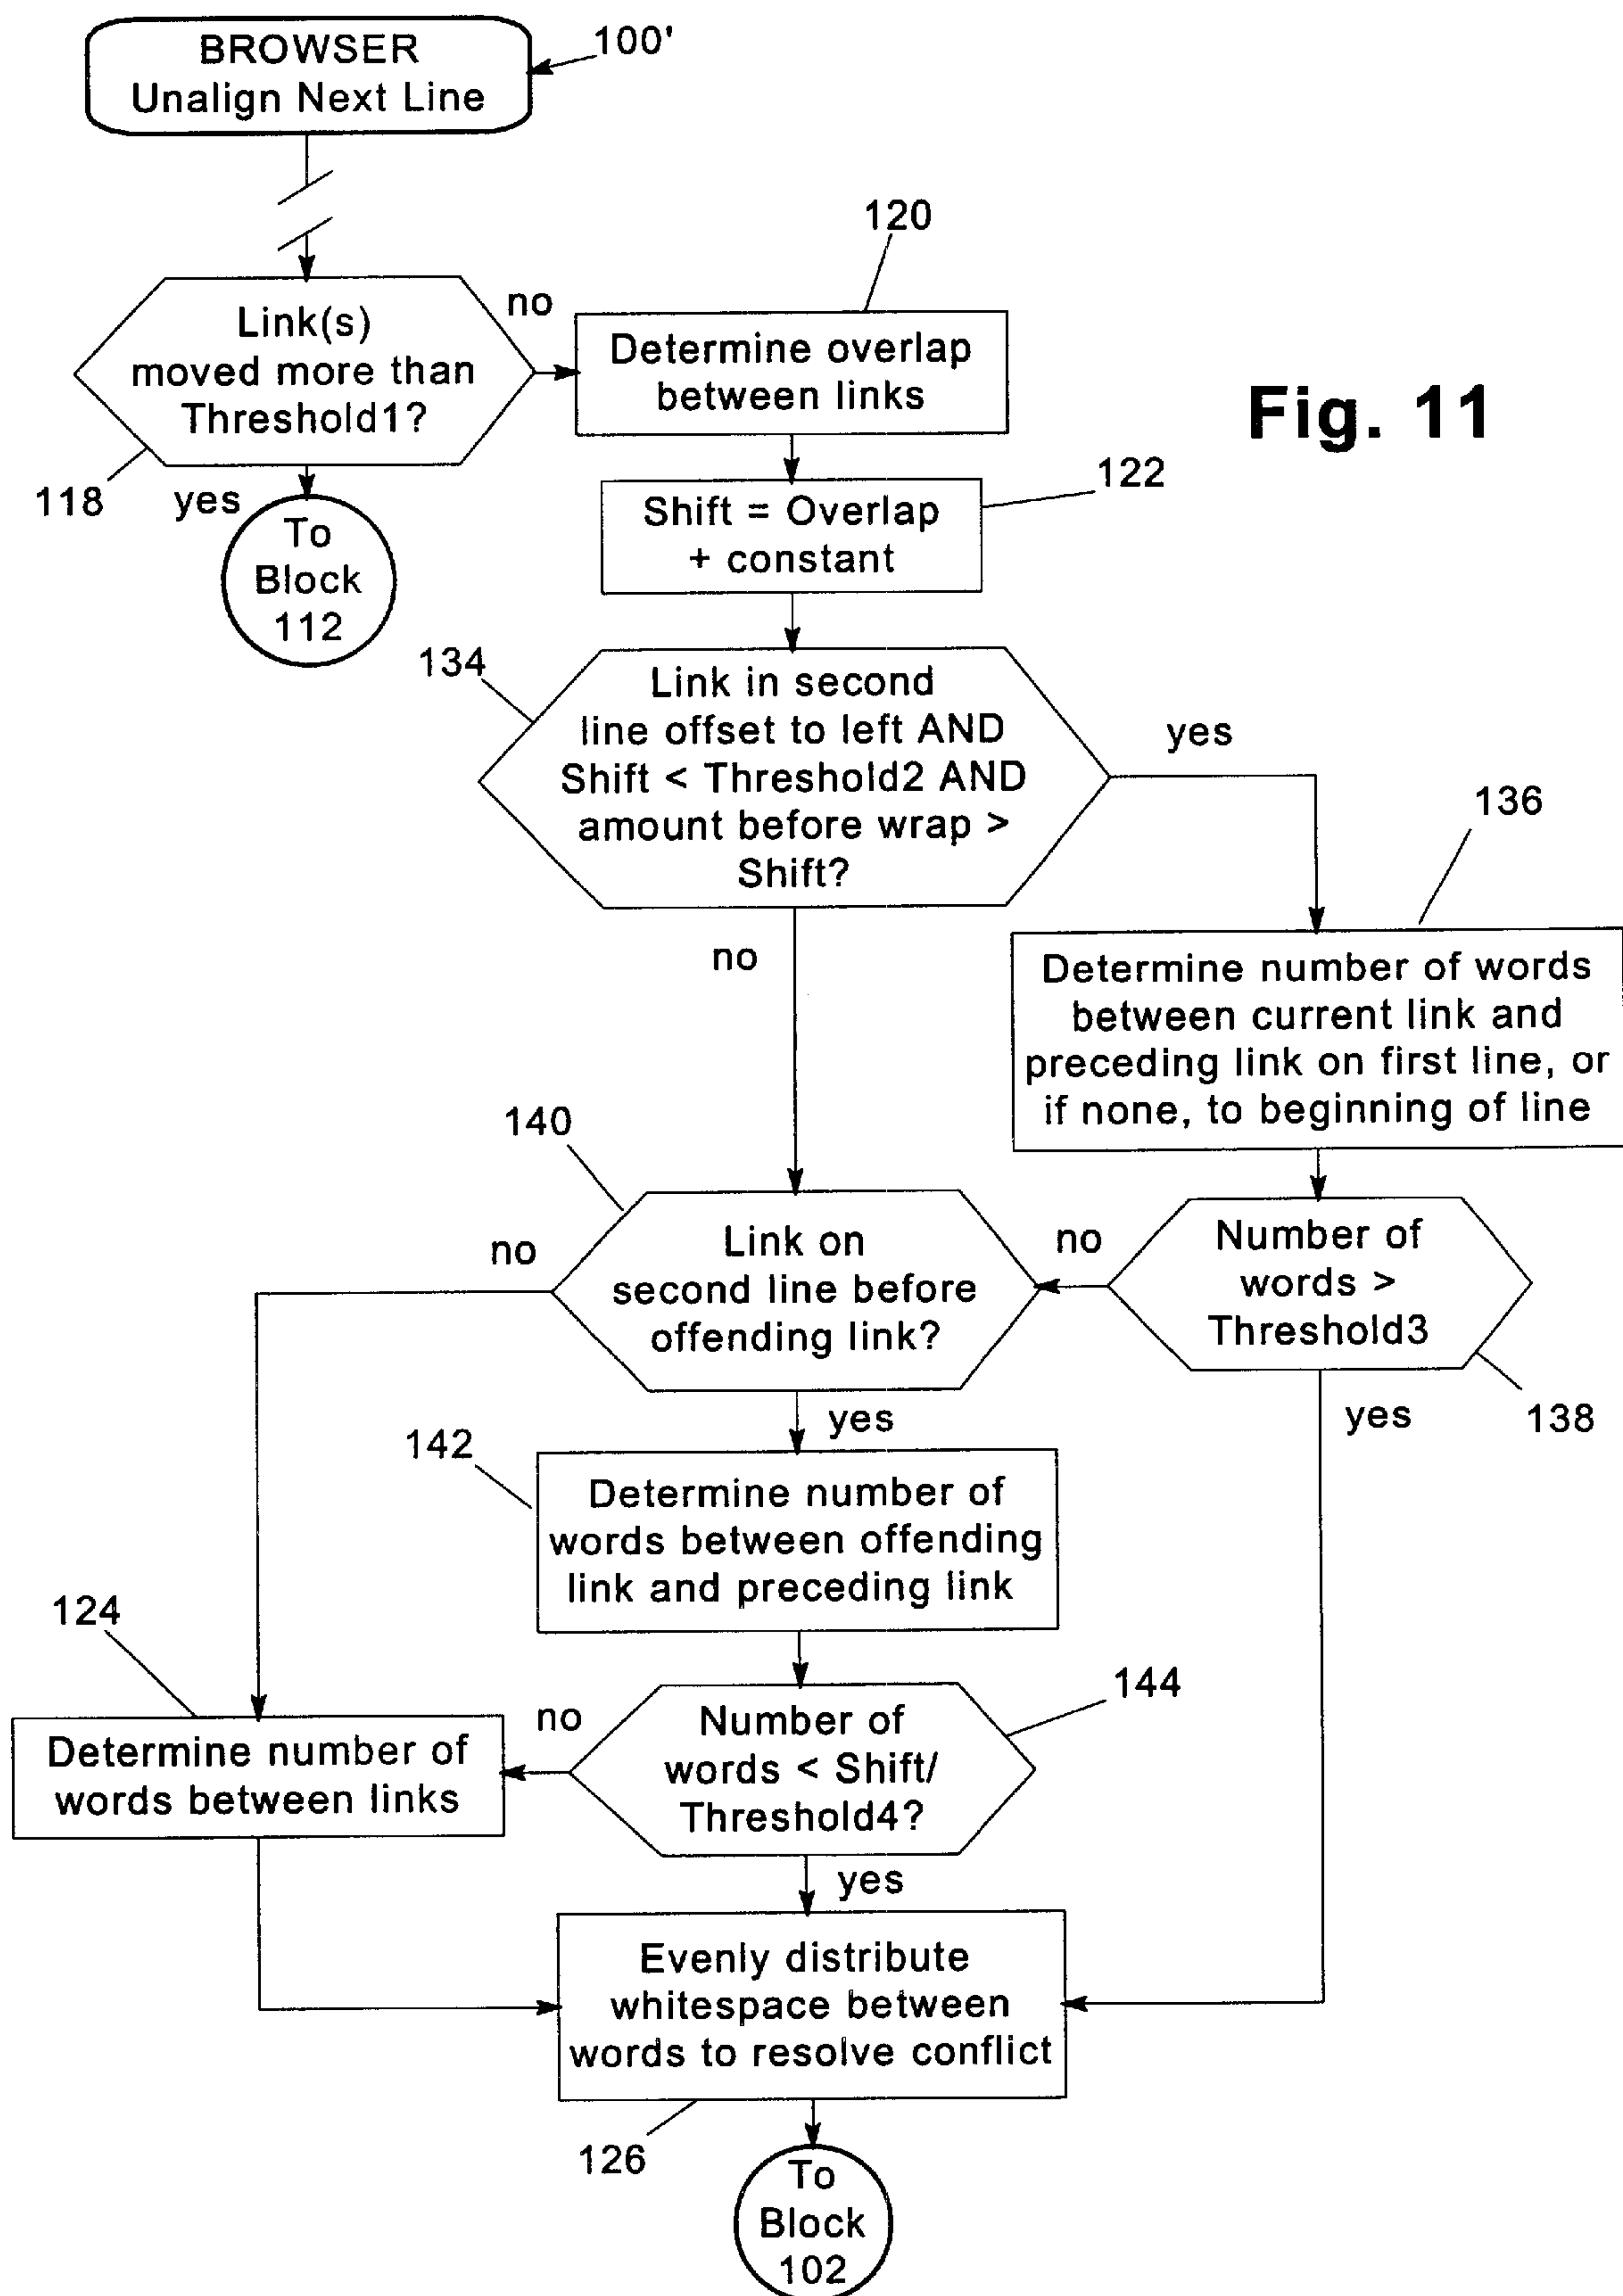 BROWSER
Unalign Next Line
100'
120
Link(s)
moved more than
Threshold1?
no
118
yes
To
Block
112
Determine overlap
between links
Fig. 11
122
Shift = Overlap
+ constant
134
Link in second
line offset to left AND
Shift < Threshold2 AND
amount before wrap >
Shift?
yes
136
no
Determine number of words
between current link and
preceding link on first line, or
if none, to beginning of line
140
no
Link on
second line before
offending link?
no
Number of
words >
Threshold3
138
yes
yes
142
Determine number of
words between offending
link and preceding link
124
144
Determine number of
words between links
no
Number of
words < Shift/
Threshold4?
yes
Evenly distribute
whitespace between
words to resolve conflict
126
To
Block
102